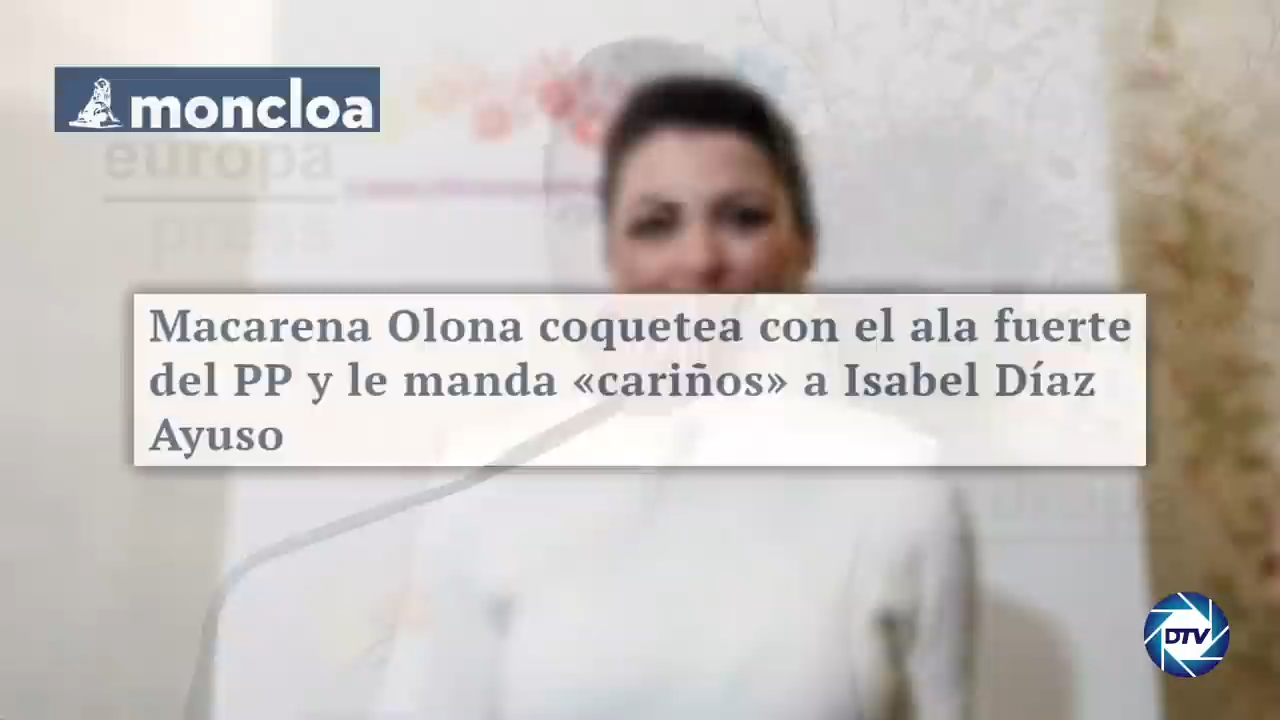 moncloa
europa
press
Macarena Olona coquetea con el ala fuerte
del PP y le manda «cariños» a Isabel Díaz
Ayuso
DTV